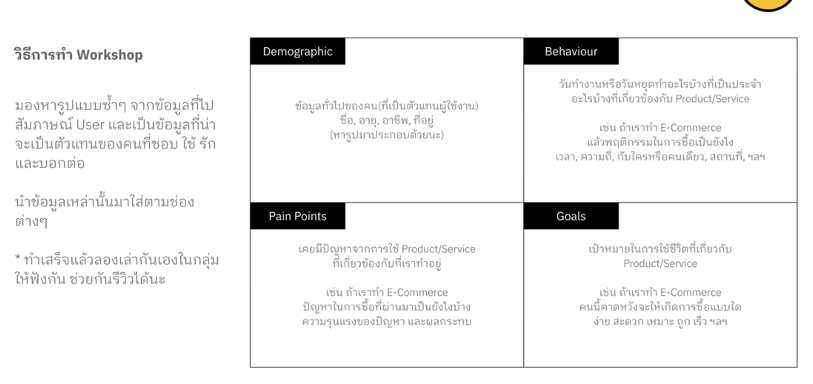 วิธีการทำ Workshop
มองหารูปแบบซ้ำๆ จากข้อมูลที่ไป
สัมภาษณ์ User และเป็นข้อมูลที่น่า
จะเป็นตัวแทนของคนที่ชอบ ใช้ รัก
และบอกต่อ
นำข้อมูลเหล่านั้นมาใส่ตามช่อง
ต่างๆ
* ทำเสร็จแล้วลองเล่ากันเองในกลุ่ม
ให้ฟังกัน ช่วยกันรีวิวได้นะ
Demographic
ข้อมูลทั่วไปของคน(ที่เป็นตัวแทนผู้ใช้งาน)
ชื่อ, อายุ, อาชีพ, ที่อยู่
(หารูปมาประกอบด้วยนะ)
Behaviour
วันทำงานหรือวันหยุดทำอะไรบ้างที่เป็นประจำ
อะไรบ้างที่เกี่ยวข้องกับ Product/Service
เช่น ถ้าเราทำ E-Commerce
แล้วพฤติกรรมในการซื้อเป็นยังไง
เวลา, ความถี่, กับใครหรือคนเดียว, สถานที่, ฯลฯ
Pain Points
เคยมีปัญหาจากการใช้ Product/Service
ที่เกี่ยวข้องกับที่เราทำอยู่
เช่น ถ้าเราทำ E-Commerce
ปัญหาในการซื้อที่ผ่านมาเป็นยังไงบ้าง
ความรุนแรงของปัญหา และผลกระทบ
Goals
เป้าหมายในการใช้ชีวิตที่เกี่ยวกับ
Product/Service
เช่น ถ้าเราทำ E-Commerce
คนนี้คาดหวังจะให้เกิดการซื้อแบบใด
ง่าย สะดวก เหมาะ ถูก เร็ว ฯลฯ